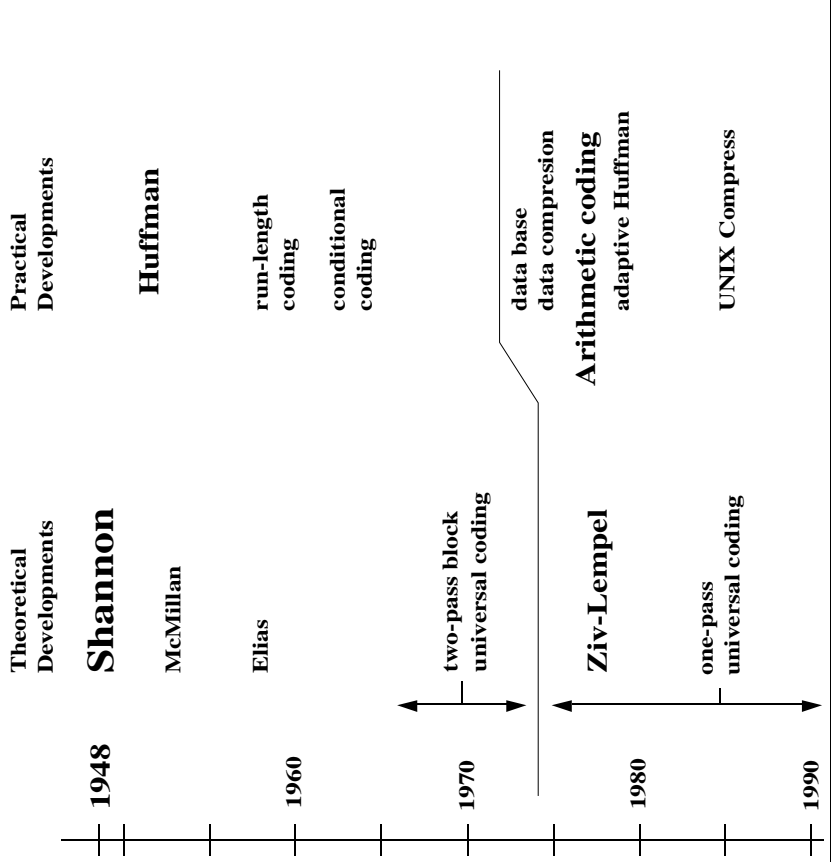 Theoretical
Developments
Practical
Developments
1948
Shannon
Huffman
McMillan
Elias
run-length
coding
1960
conditional
coding
two-pass block
universal coding
1970
data base
data compresion
Ziv-Lempel
Arithmetic coding
adaptive Huffman
1980
one-pass
universal coding
UNIX Compress
1990